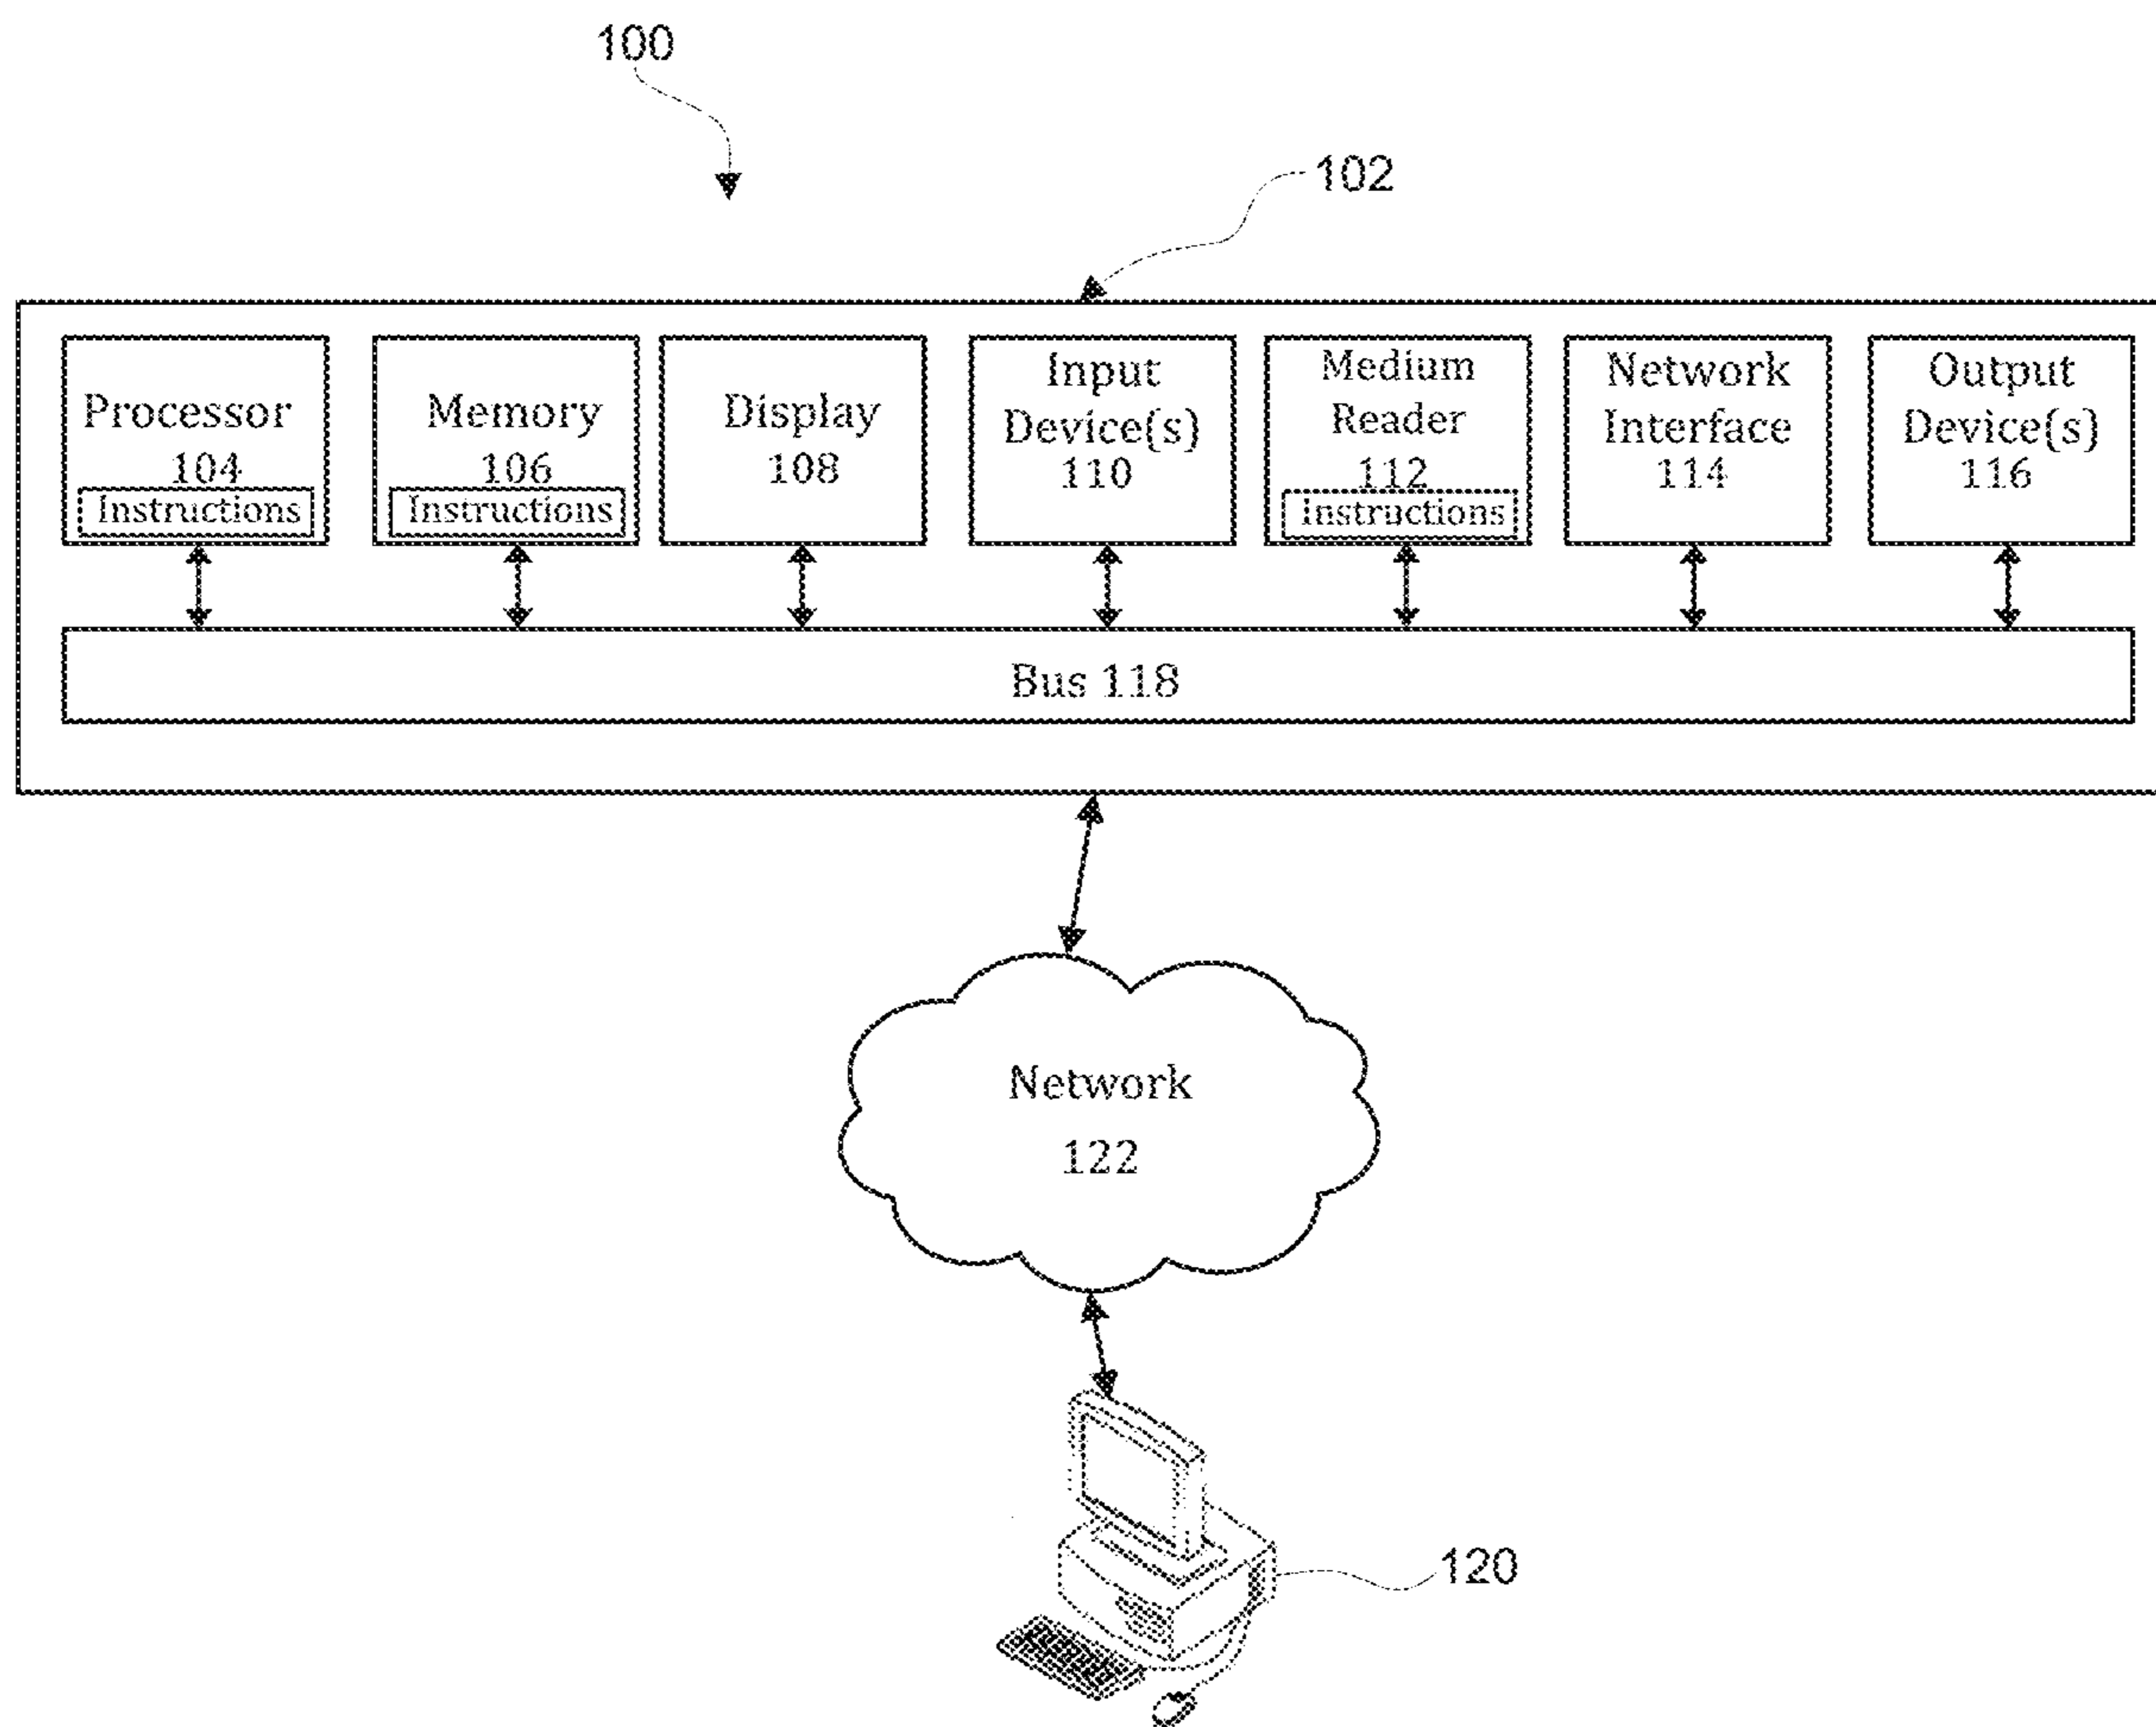 100
102
Processor
104
Instructions
Memory
106
Instructions
Display
108
Input
Device(s)
110
Medium
Reader
112
Instructions
Network
Interface
114
Output
Device(s)
116
Bus 118
Network
122
120